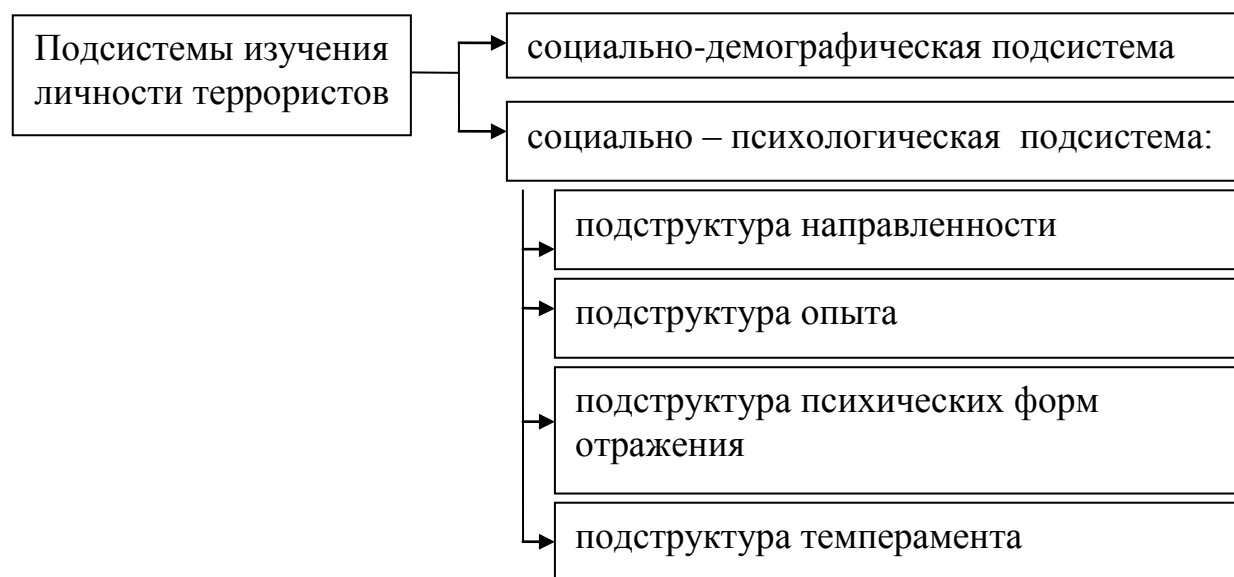 Подсистемы изучения
личности террористов
социально-демографическая подсистема
социально – психологическая подсистема:
подструктура направленности
подструктура опыта
подструктура психических форм
отражения
подструктура темперамента